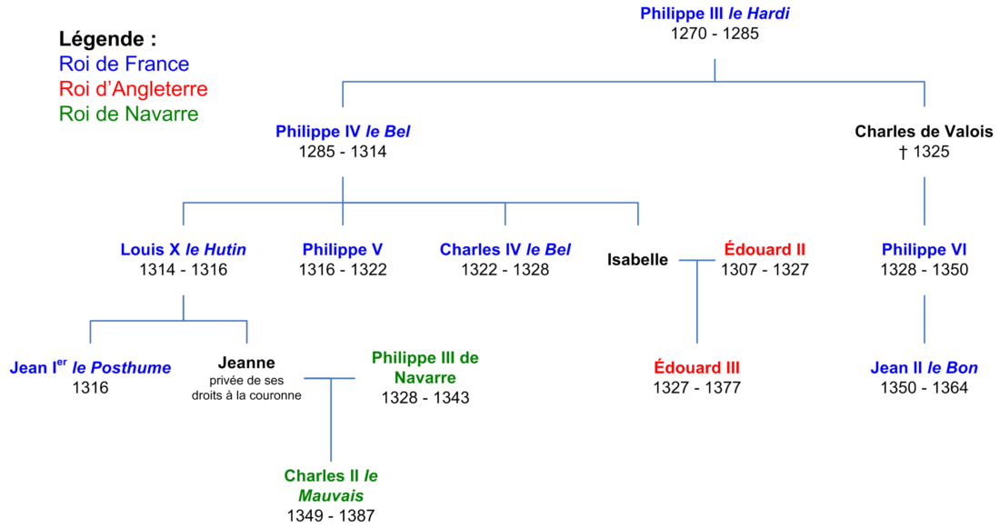 Philippe III le Hardi
1270 - 1285
Légende :
Roi de France
Roi d’Angleterre
Roi de Navarre
Philippe IV le Bel
1285 - 1314
Charles de Valois
† 1325
Louis X le Hutin
1314 - 1316
Philippe V
1316 - 1322
Charles IV le Bel
1322 - 1328
Isabelle
Édouard II
1307 - 1327
Philippe VI
1328 - 1350
Jean Ier le Posthume
1316
Jeanne
privée de ses
droits à la couronne
Philippe III de
Navarre
1328 - 1343
Édouard III
1327 - 1377
Jean II le Bon
1350 - 1364
Charles II le
Mauvais
1349 - 1387